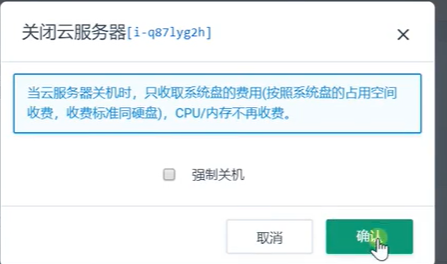 关闭云服务器[i-q87lyg2h]
当云服务器关机时，只收取系统盘的费用(按照系统盘的占用空间
收费，收费标准同硬盘)，CPU/内存不再收费。
强制关机
取消
确认